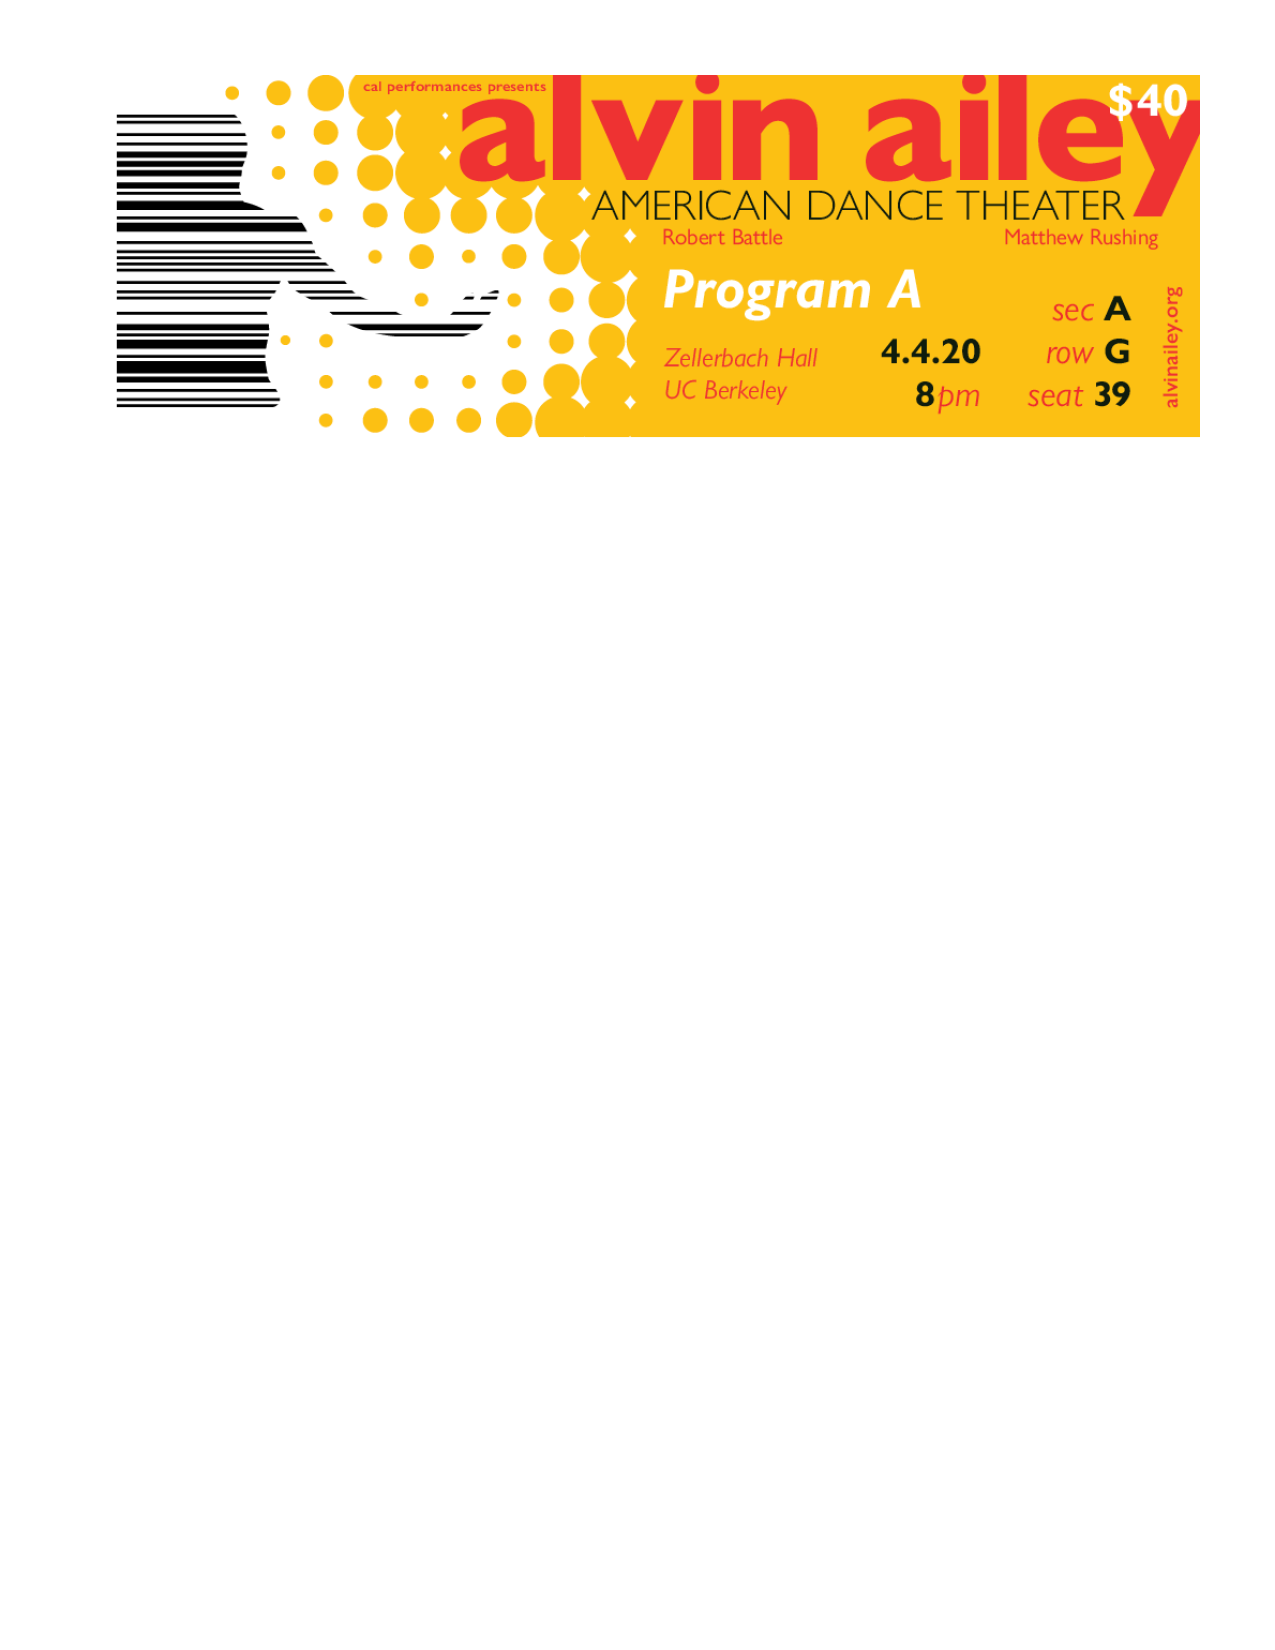 cal performances presents
alvin ailey
$40
AMERICAN DANCE THEATER
Robert Battle
Matthew Rushing
Program A
Zellerbach Hall
UC Berkeley
4.4.20
8pm
sec A
row G
seat 39
alvinailey.org